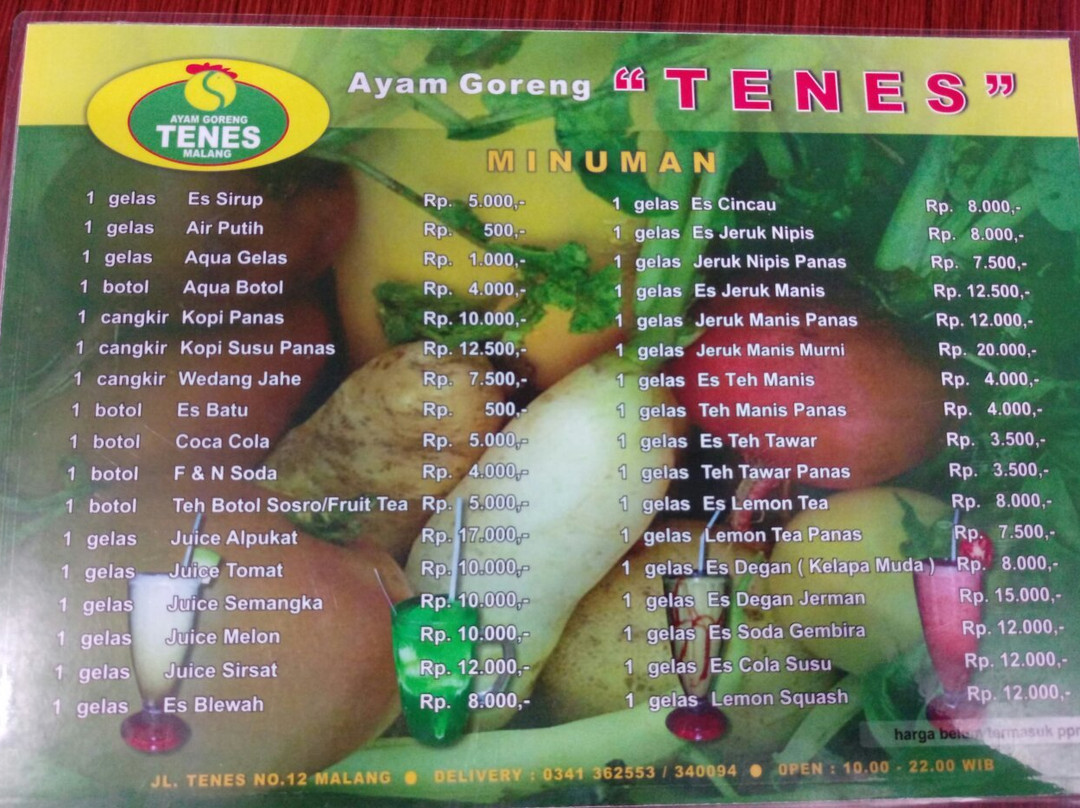 AYAM GORENG
TENES
MALANG
Ayam Goreng “TENES”
MINUMAN
1 gelas Es Sirup Rp. 5.000,-
1 gelas Air Putih Rp. 500,-
1 gelas Aqua Gelas Rp. 1.000,-
1 botol Aqua Botol Rp. 4.000,-
1 cangkir Kopi Panas Rp. 10.000,-
1 cangkir Kopi Susu Panas Rp. 12.500,-
1 cangkir Wedang Jahe Rp. 7.500,-
1 botol Es Batu Rp. 500,-
1 botol Coca Cola Rp. 5.000,-
1 botol F & N Soda Rp. 4.000,-
1 botol Teh Botol Sosro/Fruit Tea Rp. 5.000,-
1 gelas Juice Alpukat Rp. 17.000,-
1 gelas Juice Tomat Rp. 10.000,-
1 gelas Juice Semangka Rp. 10.000,-
1 gelas Juice Melon Rp. 10.000,-
1 gelas Juice Sirsat Rp. 12.000,-
1 gelas Es Blewah Rp. 8.000,-
1 gelas Es Cincau Rp. 8.000,-
1 gelas Es Jeruk Nipis Rp. 8.000,-
1 gelas Jeruk Nipis Panas Rp. 7.500,-
1 gelas Es Jeruk Manis Rp. 12.500,-
1 gelas Jeruk Manis Panas Rp. 12.000,-
1 gelas Jeruk Manis Murni Rp. 20.000,-
1 gelas Es Teh Manis Rp. 4.000,-
1 gelas Teh Manis Panas Rp. 4.000,-
1 gelas Es Teh Tawar Rp. 3.500,-
1 gelas Teh Tawar Panas Rp. 3.500,-
1 gelas Es Lemon Tea Rp. 8.000,-
1 gelas Lemon Tea Panas Rp. 7.500,-
1 gelas Es Degan ( Kelapa Muda ) Rp. 8.000,-
1 gelas Es Degan Jerman Rp. 15.000,-
1 gelas Es Soda Gembira Rp. 12.000,-
1 gelas Es Cola Susu Rp. 12.000,-
1 gelas Lemon Squash Rp. 12.000,-
harga belum termasuk ppn
JL. TENES NO.12 MALANG ● DELIVERY : 0341 362553 / 340094 ● OPEN : 10.00 - 22.00 WIB